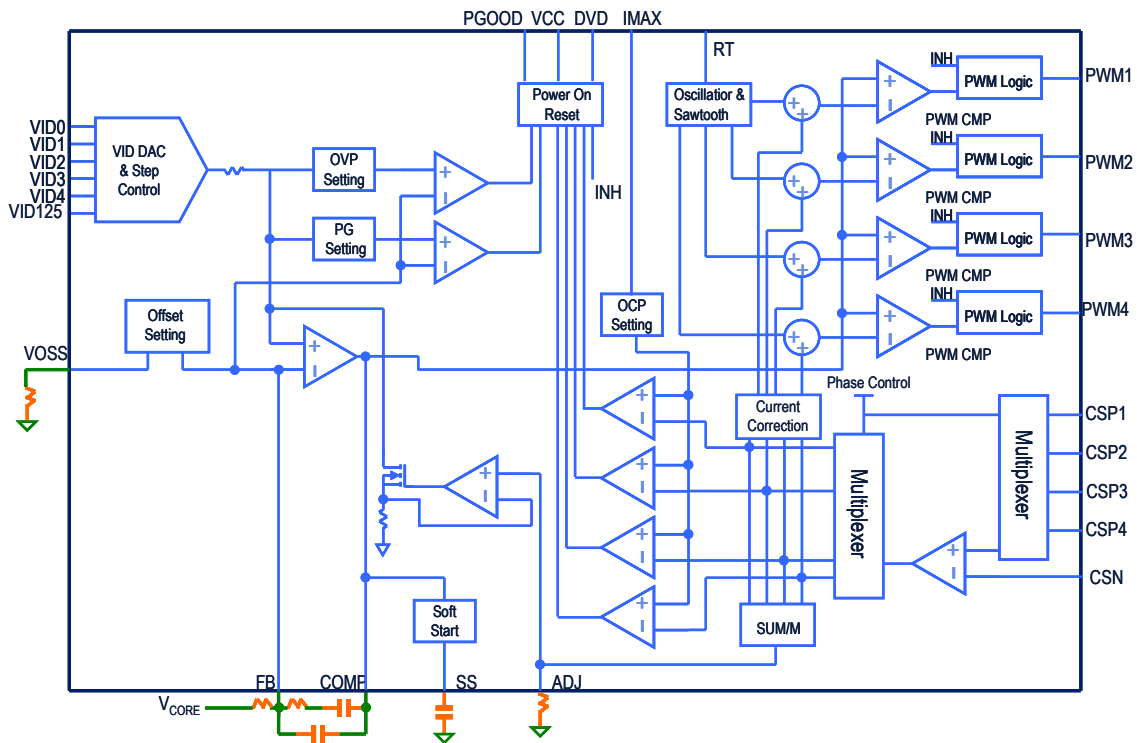 PGOOD VCC DVD IMAX
RT
Power On
Reset
Oscillatior &
Sawtooth
INH
PWM Logic
PWM1
PWM CMP
VID0
VID1
VID2
VID3
VID4
VID125
VID DAC
& Step
Control
OVP
Setting
INH
INH
PWM Logic
PWM2
PWM CMP
PG
Setting
INH
PWM Logic
PWM3
PWM CMP
Offset
Setting
OCP
Setting
INH
PWM Logic
PWM4
PWM CMP
VOSS
Phase Control
Current
Correction
Multiplexer
Multiplexer
CSP1
CSP2
CSP3
CSP4
CSN
Soft
Start
SUM/M
FB
COMP
SS
ADJ
VCORE